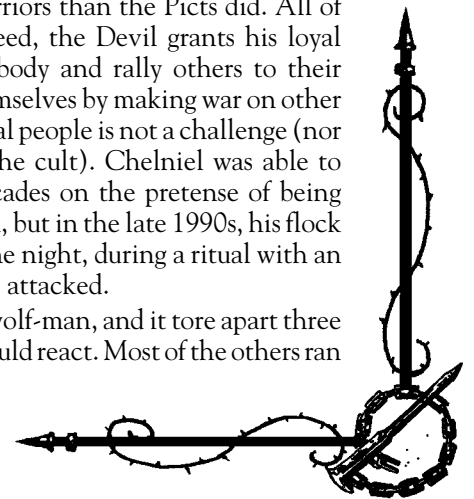 rriors than the Picts did. All of
eed, the Devil grants his loyal
body and rally others to their
mselves by making war on other
al people is not a challenge (nor
he cult). Chelniel was able to
cades on the pretense of being
, but in the late 1990s, his flock
ne night, during a ritual with an
attacked.
volf-man, and it tore apart three
uld react. Most of the others ran